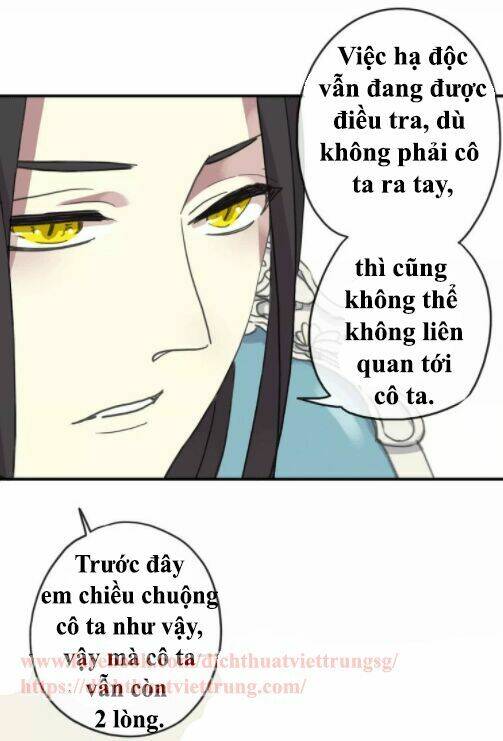 Việc hạ độc
vẫn đang được
điều tra, dù
không phải cô
ta ra tay,
thì cũng
không thể
không liên
quan tới
cô ta.
Trước đây
em chiều chuộng
cô ta như vậy,
vậy mà cô ta
vẫn còn
2 lòng.
/dichthuatviettrungsg/
https://dichthuatviettrung.com/